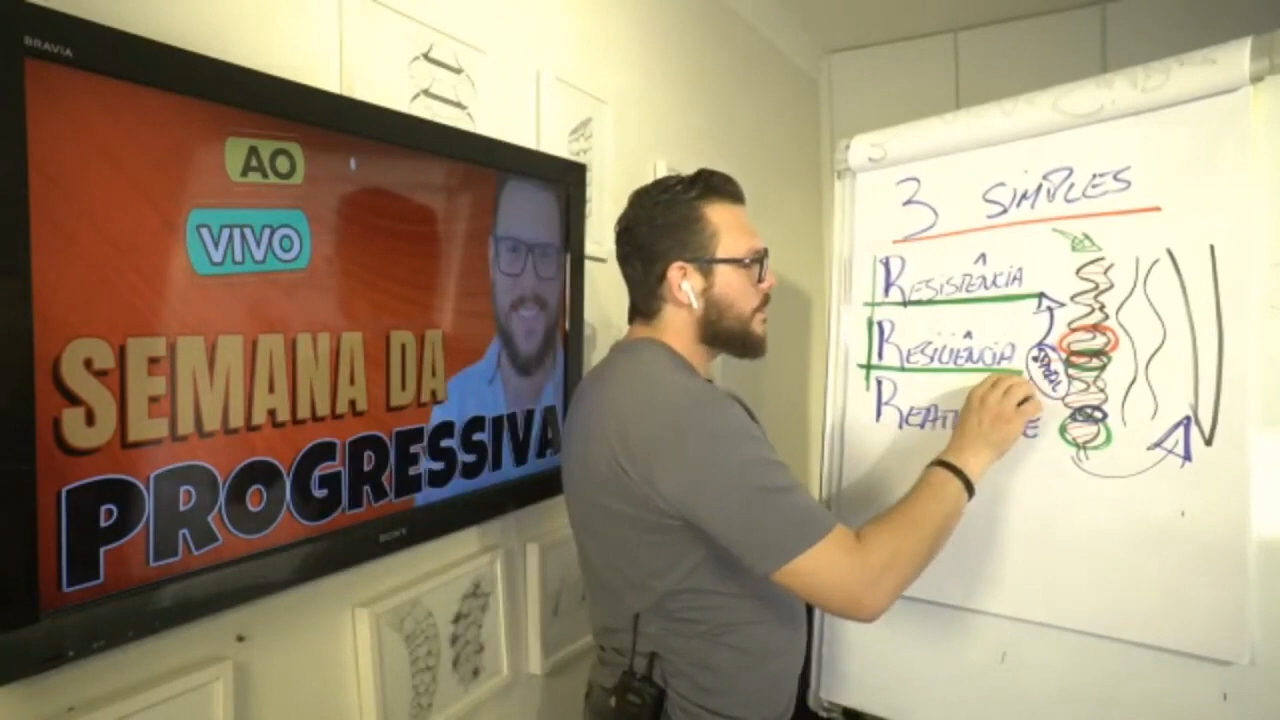 BRAVIA
AO
VIVO
SEMANA DA
PROGRESSIVA
SONY
3 SIMPLES
RESISTÊNCIA
RESILIÊNCIA